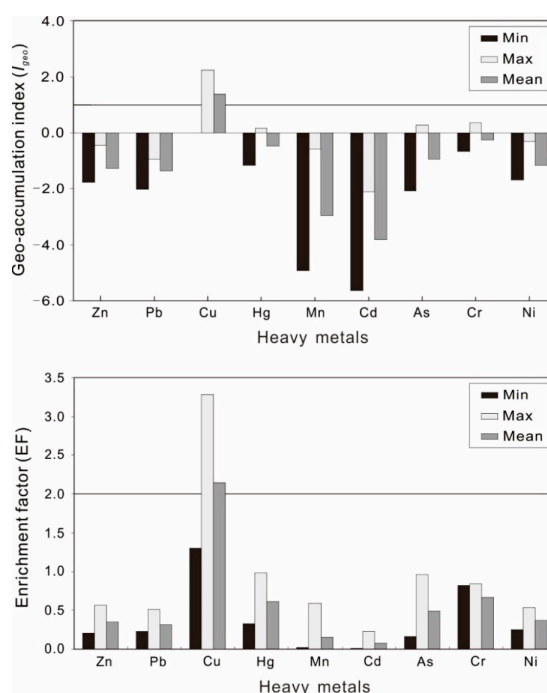 4.0
2.0
0.0
−2.0
−4.0
−6.0
Geo-accumulation index (Igeo)
Min
Max
Mean
Zn Pb Cu Hg Mn Cd As Cr Ni
Heavy metals
3.5
3.0
2.5
2.0
1.5
1.0
0.5
0.0
Enrichment factor (EF)
Min
Max
Mean
Zn Pb Cu Hg Mn Cd As Cr Ni
Heavy metals